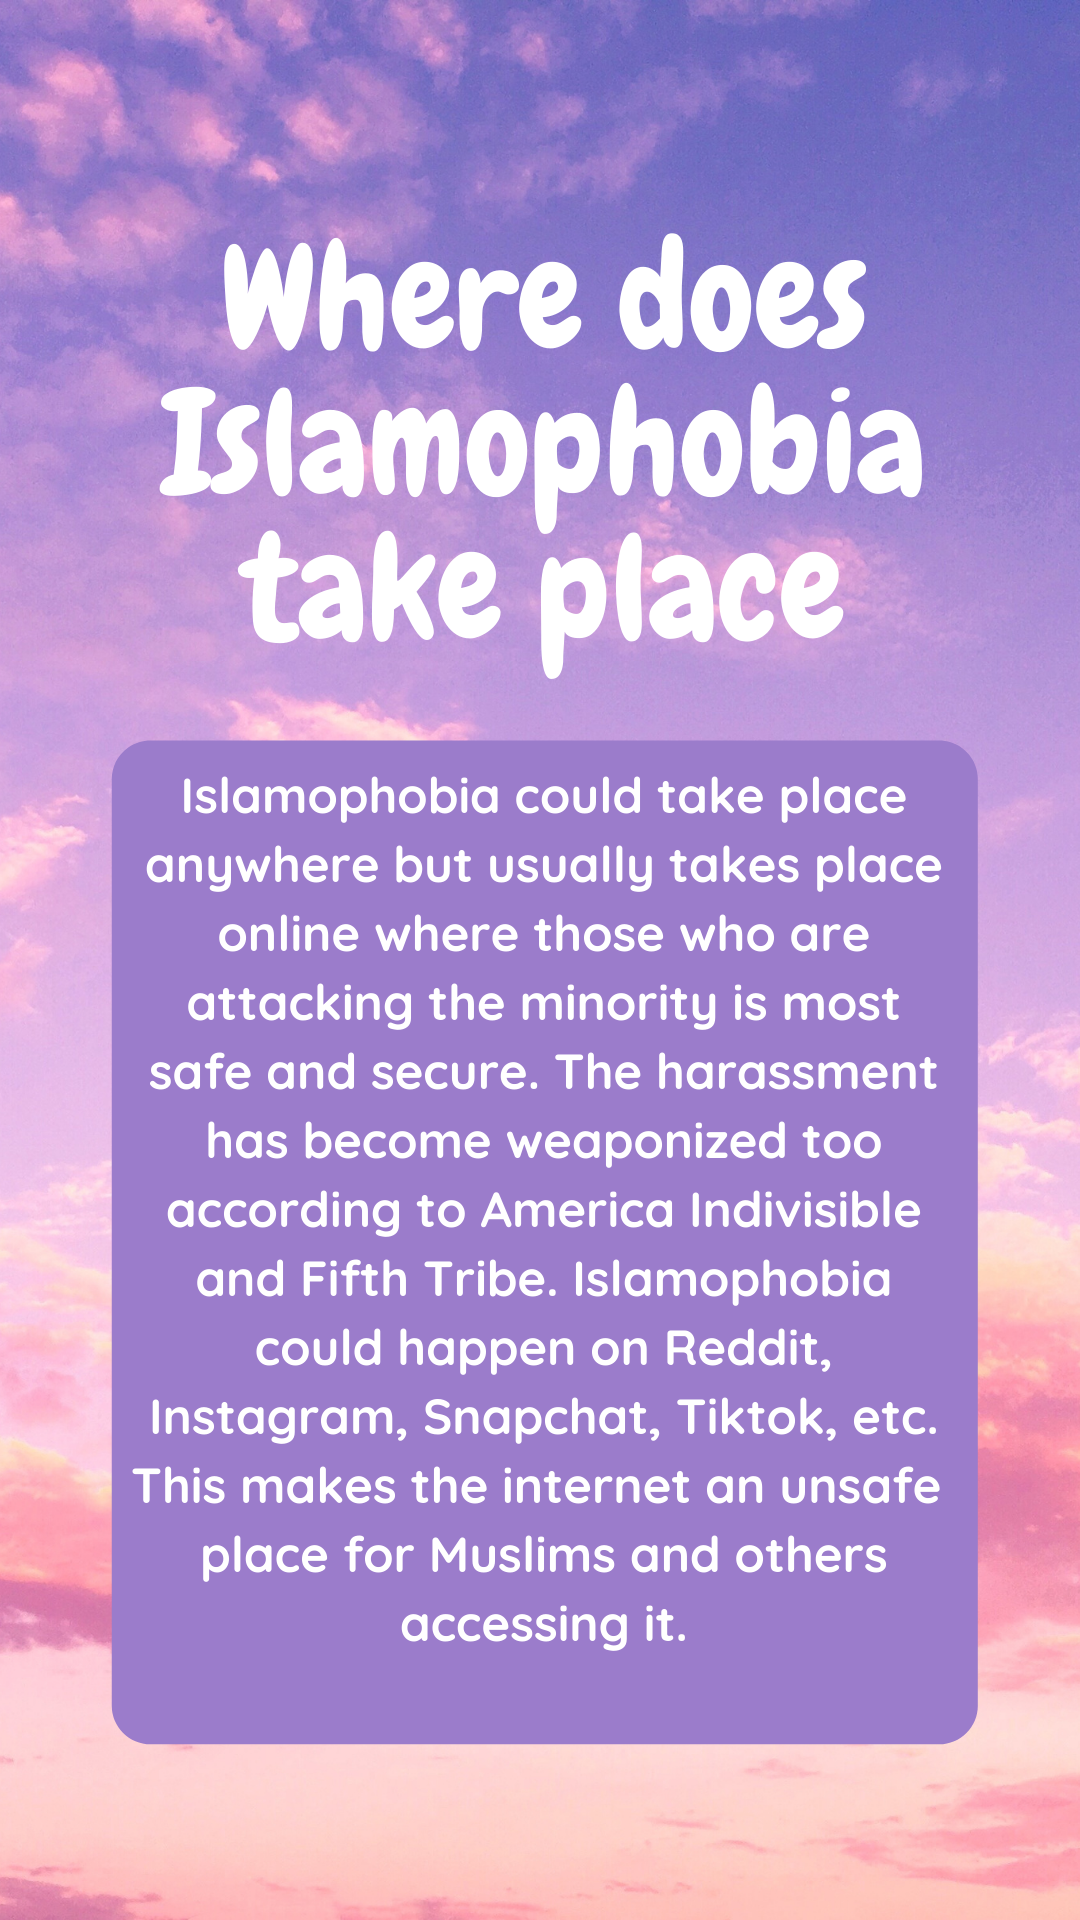 Where does
Islamophobia
take place
Islamophobia could take place
anywhere but usually takes place
online where those who are
attacking the minority is most
safe and secure. The harassment
has become weaponized too
according to America Indivisible
and Fifth Tribe. Islamophobia
could happen on Reddit,
Instagram, Snapchat, Tiktok, etc.
This makes the internet an unsafe
place for Muslims and others
accessing it.